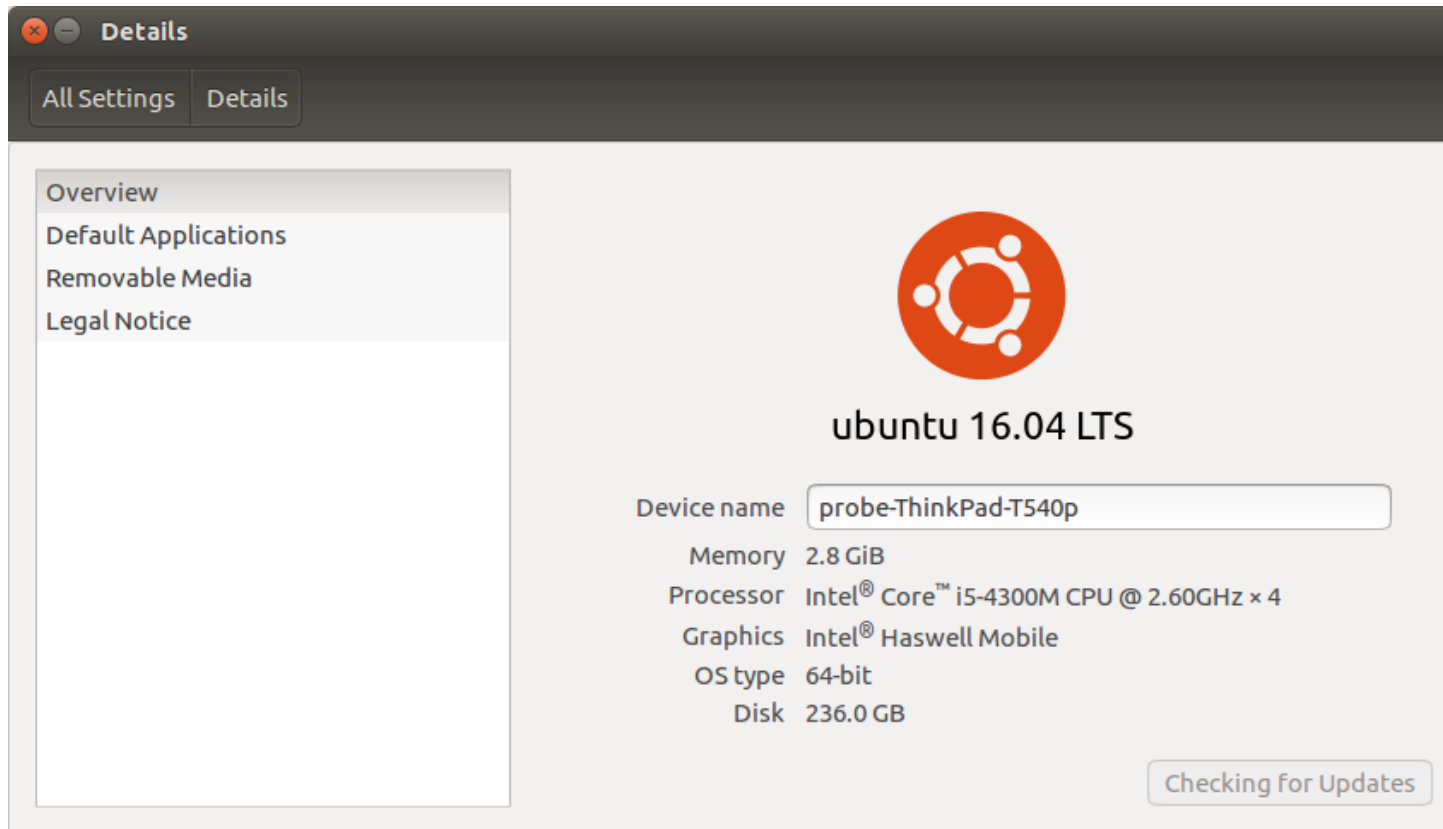 Details
All Settings Details
Overview
Default Applications
Removable Media
Legal Notice
ubuntu 16.04 LTS
Device name probe-ThinkPad-T540p
Memory 2.8 GiB
Processor Intel® Core™ i5-4300M CPU @ 2.60GHz × 4
Graphics Intel® Haswell Mobile
OS type 64-bit
Disk 236.0 GB
Checking for Updates